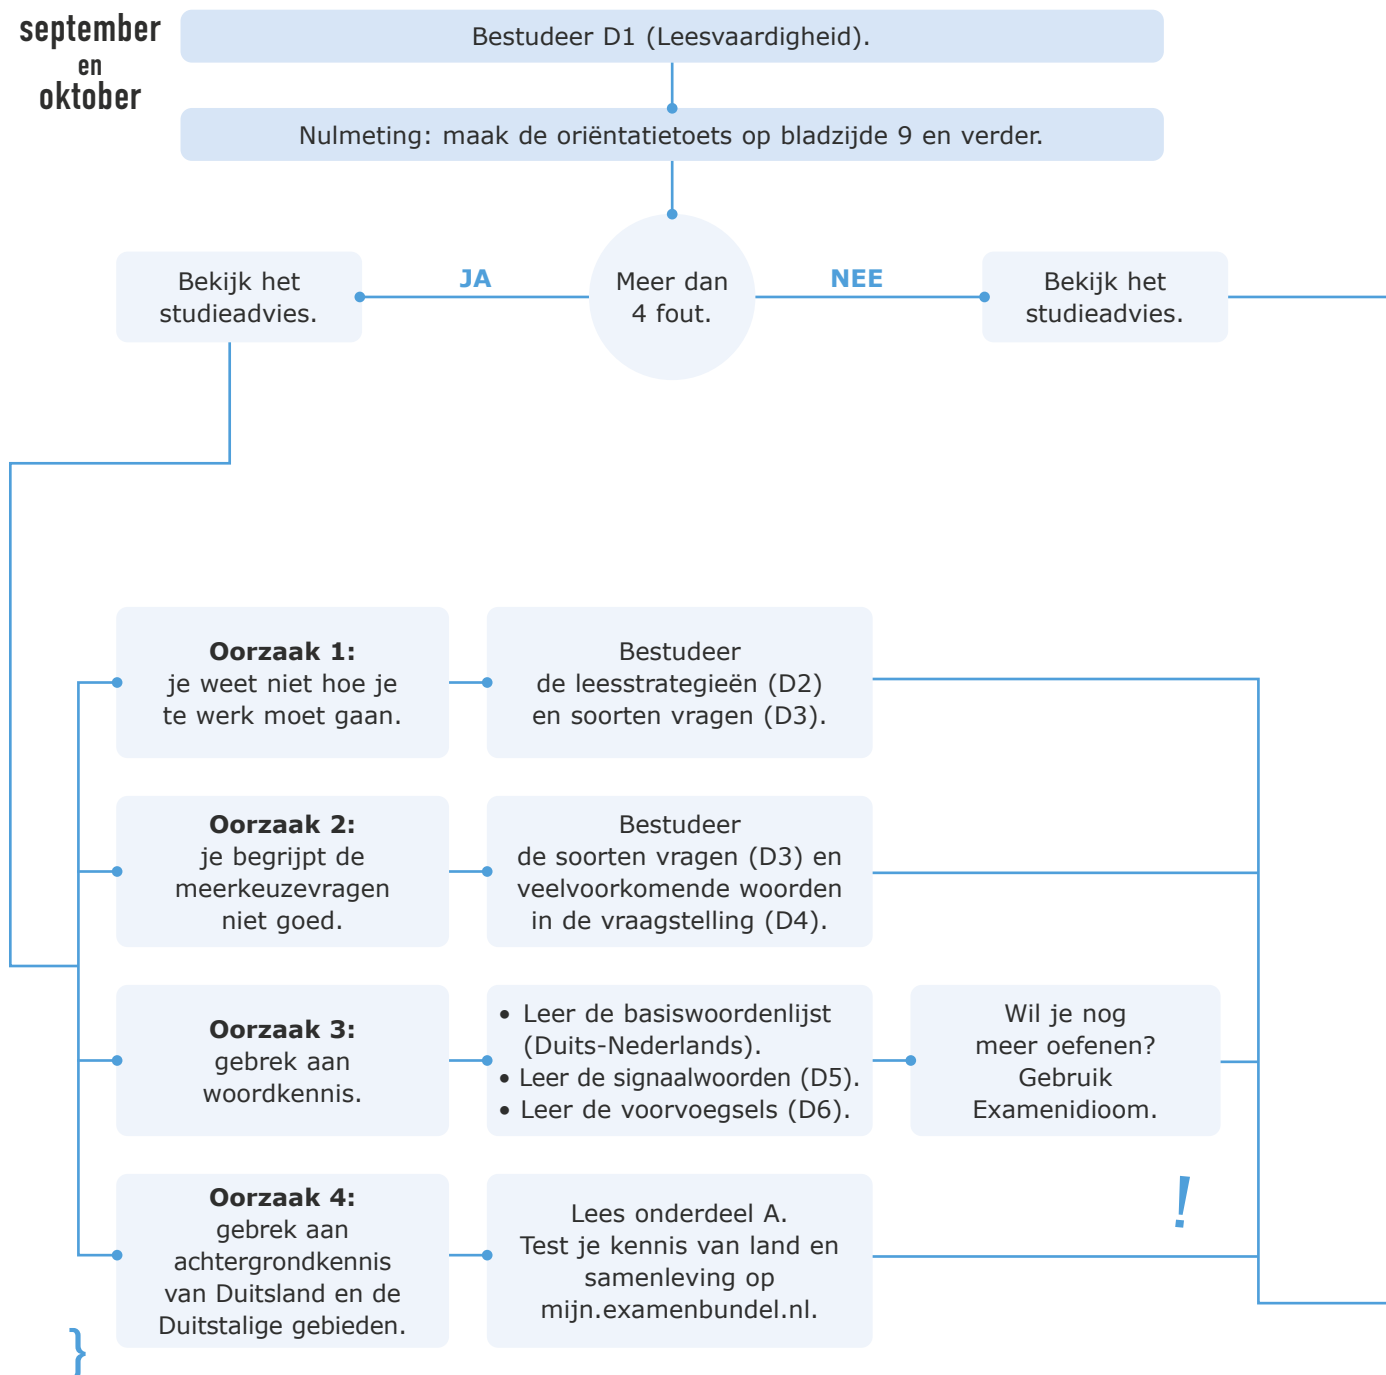 september
en
oktober
Bestudeer D1 (Leesvaardigheid).
Nulmeting: maak de oriëntatietoets op bladzijde 9 en verder.
Bekijk het
studieadvies.
JA
Meer dan
4 fout.
NEE
Bekijk het
studieadvies.
Oorzaak 1:
je weet niet hoe je
te werk moet gaan.
Bestudeer
de leesstrategieën (D2)
en soorten vragen (D3).
Oorzaak 2:
je begrijpt de
meerkeuzevragen
niet goed.
Bestudeer
de soorten vragen (D3) en
veelvoorkomende woorden
in de vraagstelling (D4).
Oorzaak 3:
gebrek aan
woordkennis.
• Leer de basiswoordenlijst
(Duits-Nederlands).
• Leer de signaalwoorden (D5).
• Leer de voorvoegsels (D6).
Wil je nog
meer oefenen?
Gebruik
Examenidioom.
Oorzaak 4:
gebrek aan
achtergrondkennis
van Duitsland en de
Duitstalige gebieden.
Lees onderdeel A.
Test je kennis van land en
samenleving op
mijn.examenbundel.nl.
!
}